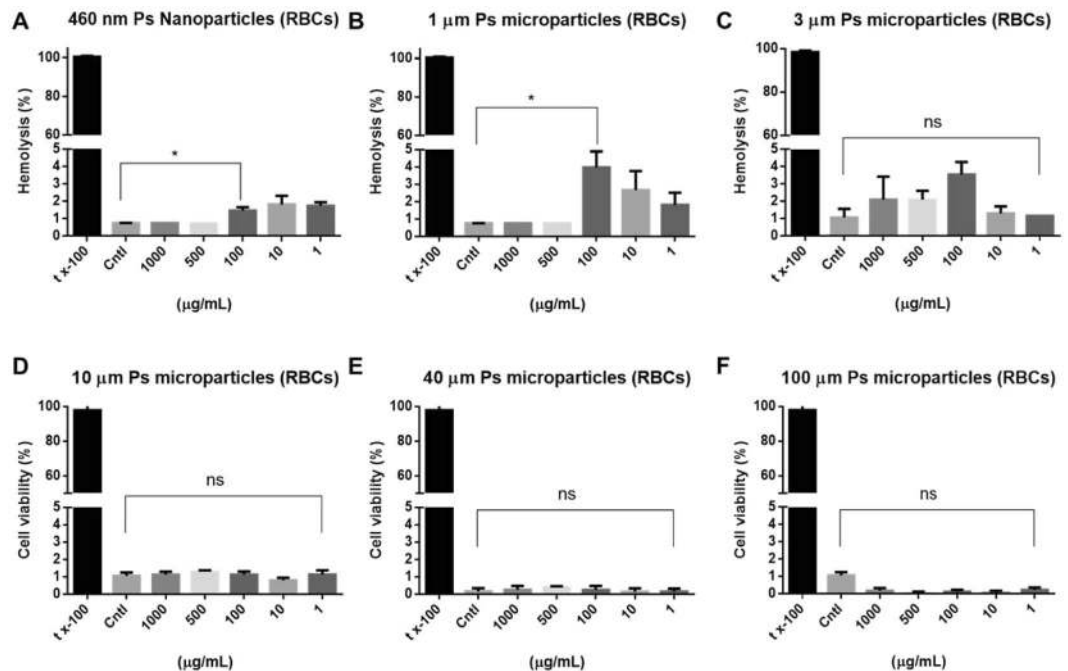 A 460 nm Ps Nanoparticles (RBCs)
Hemolysis (%)
100
80
60
5
4
3
2
1
0
*
t x-100 Cntl 1000 500 100 10 1
(μg/mL)
B 1 μm Ps microparticles (RBCs)
Hemolysis (%)
100
80
60
5
4
3
2
1
0
*
t x-100 Cntl 1000 500 100 10 1
(μg/mL)
C 3 μm Ps microparticles (RBCs)
Hemolysis (%)
100
80
60
5
4
3
2
1
0
ns
t x-100 Cntl 1000 500 100 10 1
(μg/mL)
D 10 μm Ps microparticles (RBCs)
Cell viability (%)
100
80
60
5
4
3
2
1
0
ns
t x-100 Cntl 1000 500 100 10 1
(μg/mL)
E 40 μm Ps microparticles (RBCs)
Cell viability (%)
100
80
60
5
4
3
2
1
0
ns
t x-100 Cntl 1000 500 100 10 1
(μg/mL)
F 100 μm Ps microparticles (RBCs)
Cell viability (%)
100
80
60
5
4
3
2
1
0
ns
t x-100 Cntl 1000 500 100 10 1
(μg/mL)